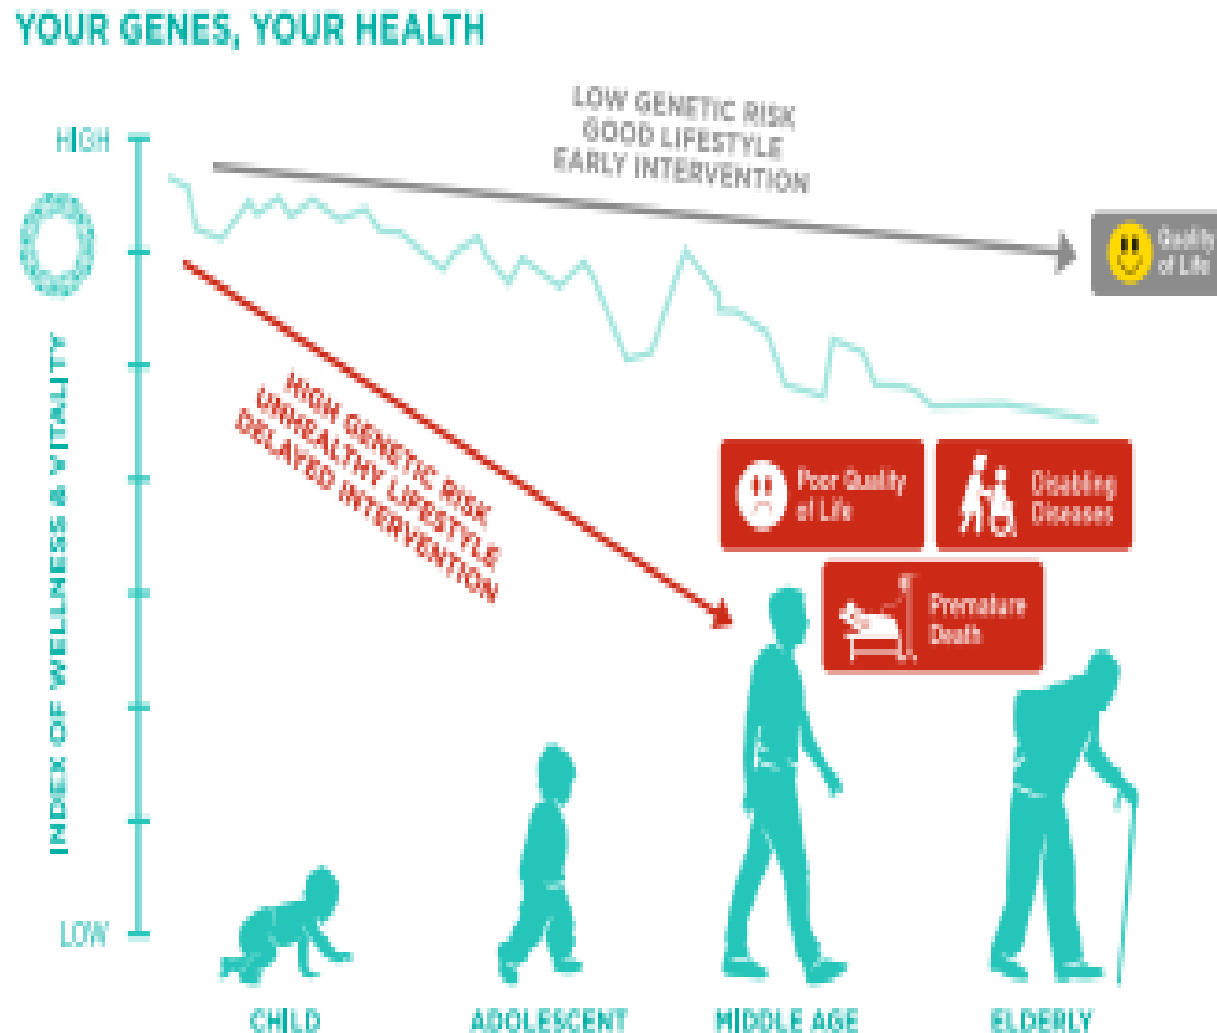 YOUR GENES, YOUR HEALTH
LOW GENETIC RISK
GOOD LIFESTYLE
EARLY INTERVENTION
HIGH
Quality
of Life
INDEX OF WELLNESS & VITALITY
HIGH GENETIC RISK
UNHEALTHY LIFESTYLE
DELAYED INTERVENTION
Poor Quality
of Life
Disabling
Diseases
Premature
Death
LOW
CHILD
ADOLESCENT
MIDDLE AGE
ELDERLY